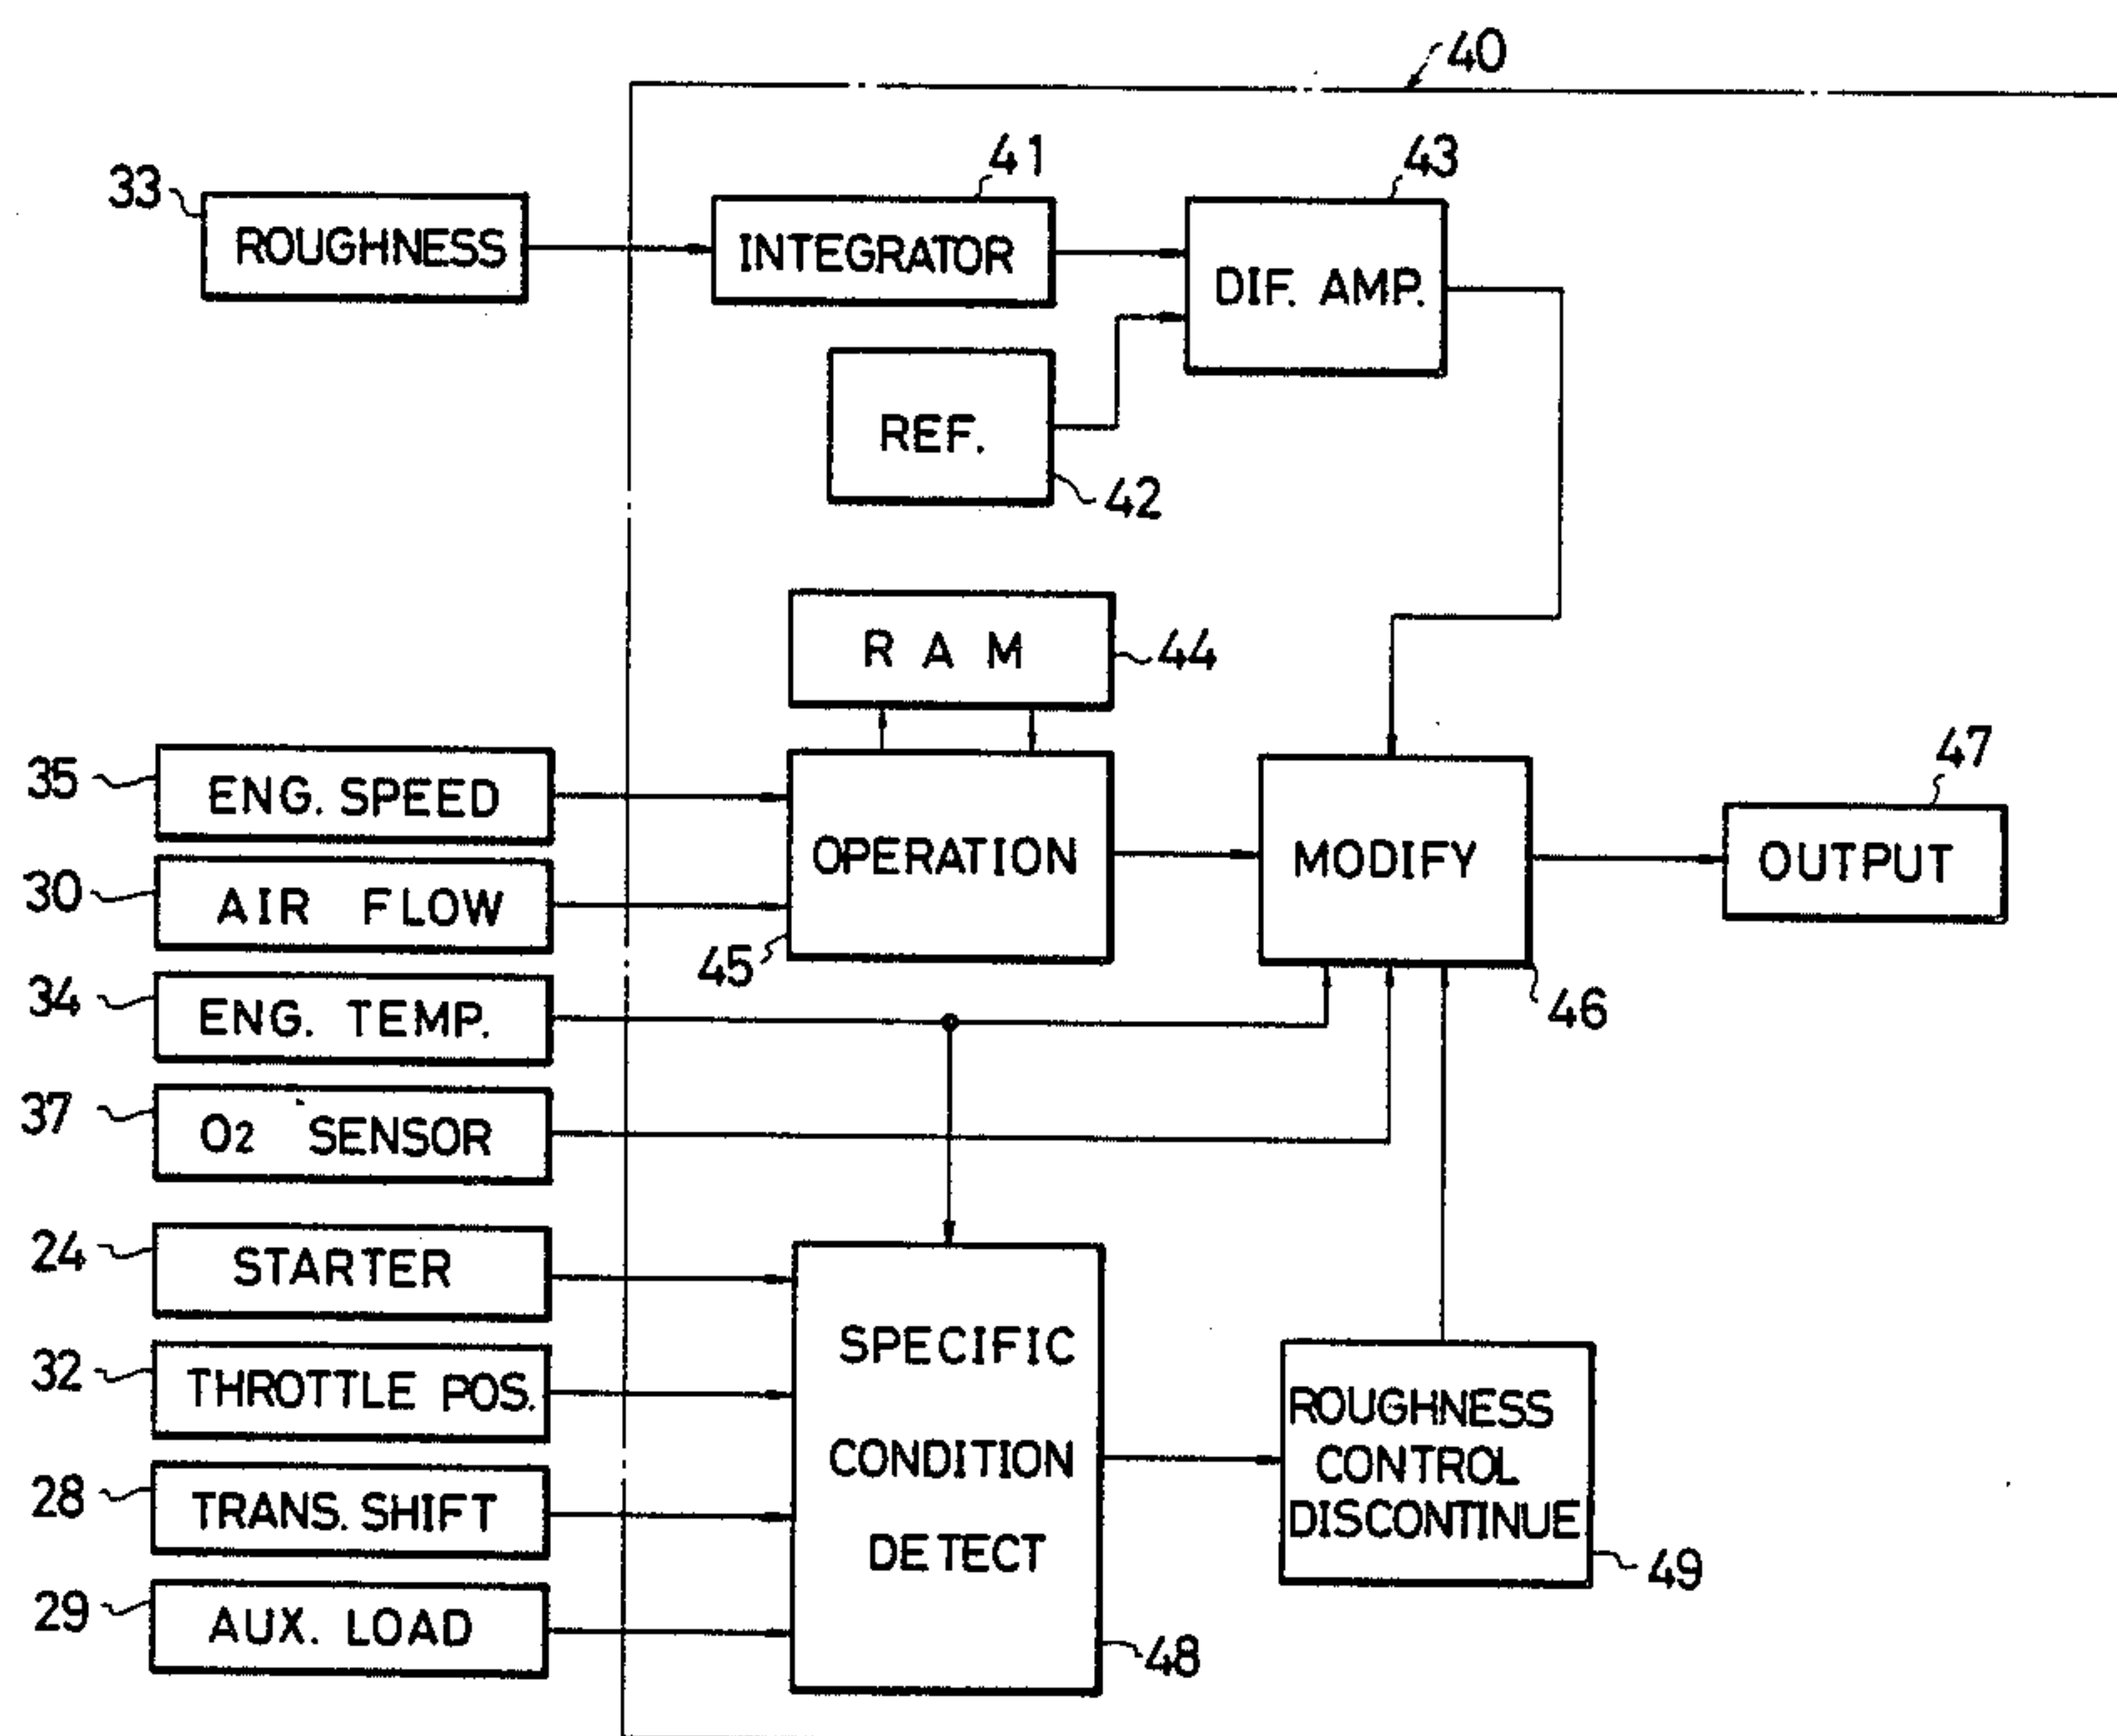 40
33
ROUGHNESS
41
INTEGRATOR
43
DIF. AMP.
REF.
42
RAM
44
35
ENG. SPEED
30
AIR FLOW
45
OPERATION
MODIFY
46
47
OUTPUT
34
ENG. TEMP.
37
O2 SENSOR
24
STARTER
32
THROTTLE POS.
28
TRANS. SHIFT
29
AUX. LOAD
SPECIFIC
CONDITION
DETECT
48
ROUGHNESS
CONTROL
DISCONTINUE
49